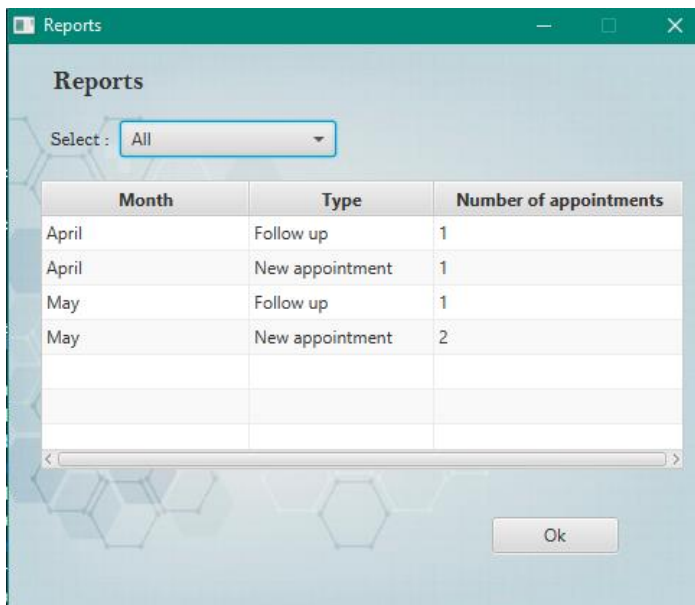 Reports
Reports
Select : All
Month Type Number of appointments
April Follow up 1
April New appointment 1
May Follow up 1
May New appointment 2
Ok